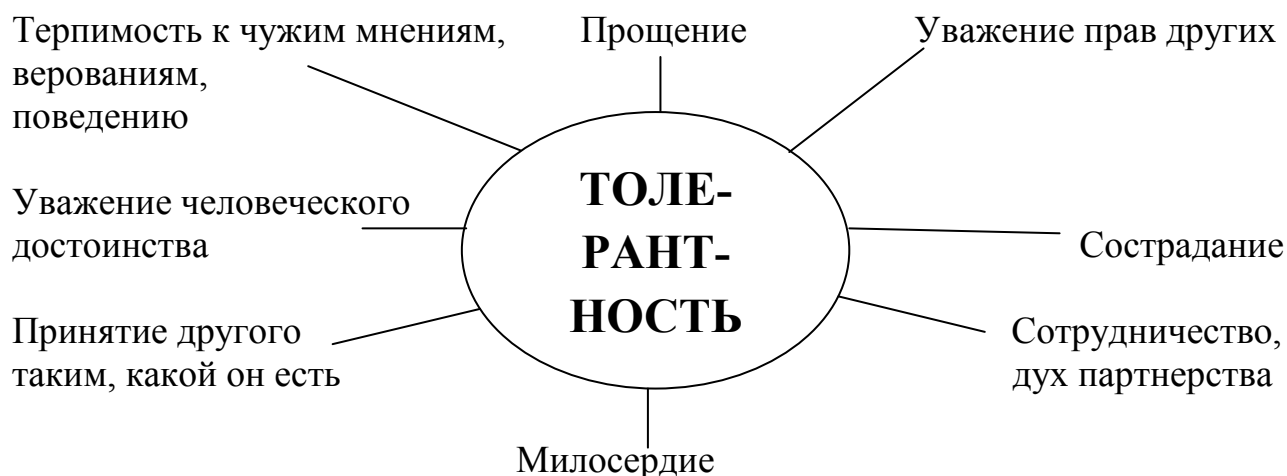 Терпимость к чужим мнениям,
верованиям,
поведению
Прощение
Уважение прав других
Уважение человеческого
достоинства
ТОЛЕ-
РАНТ-
НОСТЬ
Сострадание
Принятие другого
таким, какой он есть
Сотрудничество,
дух партнерства
Милосердие